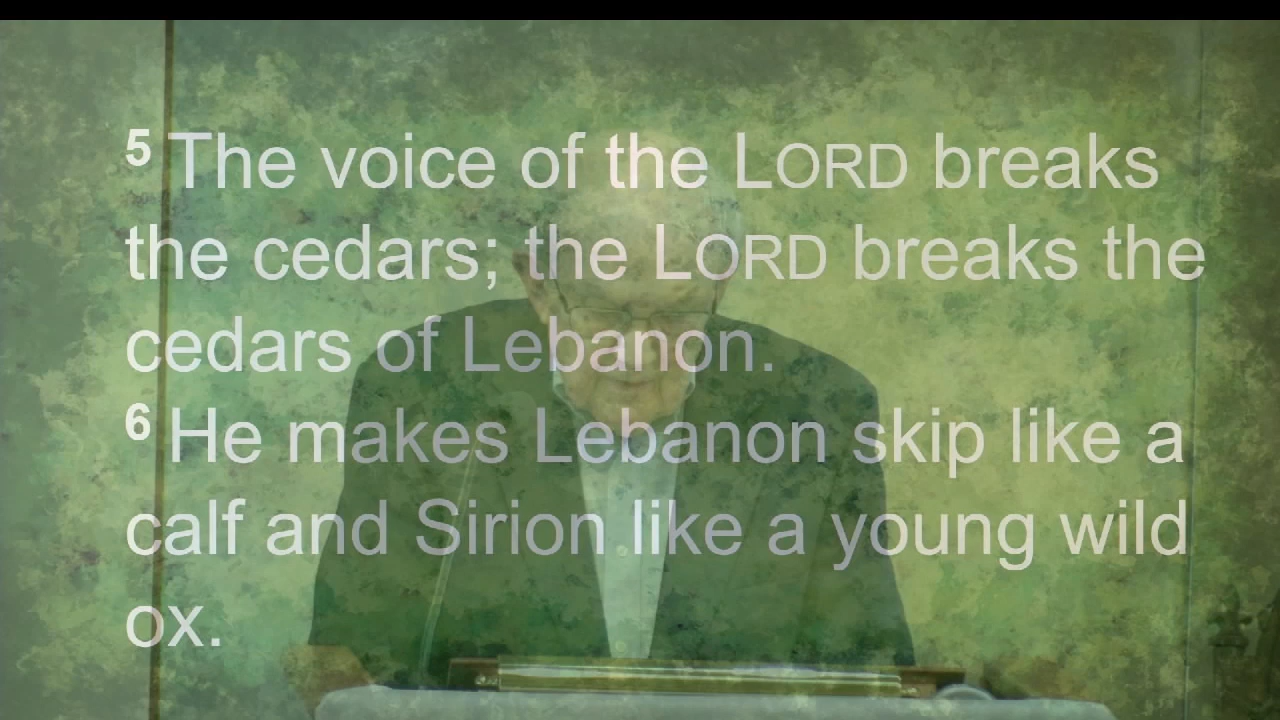 5 The voice of the LORD breaks
the cedars; the LORD breaks the
cedars of Lebanon.
6 He makes Lebanon skip like a
calf and Sirion like a young wild
ox.